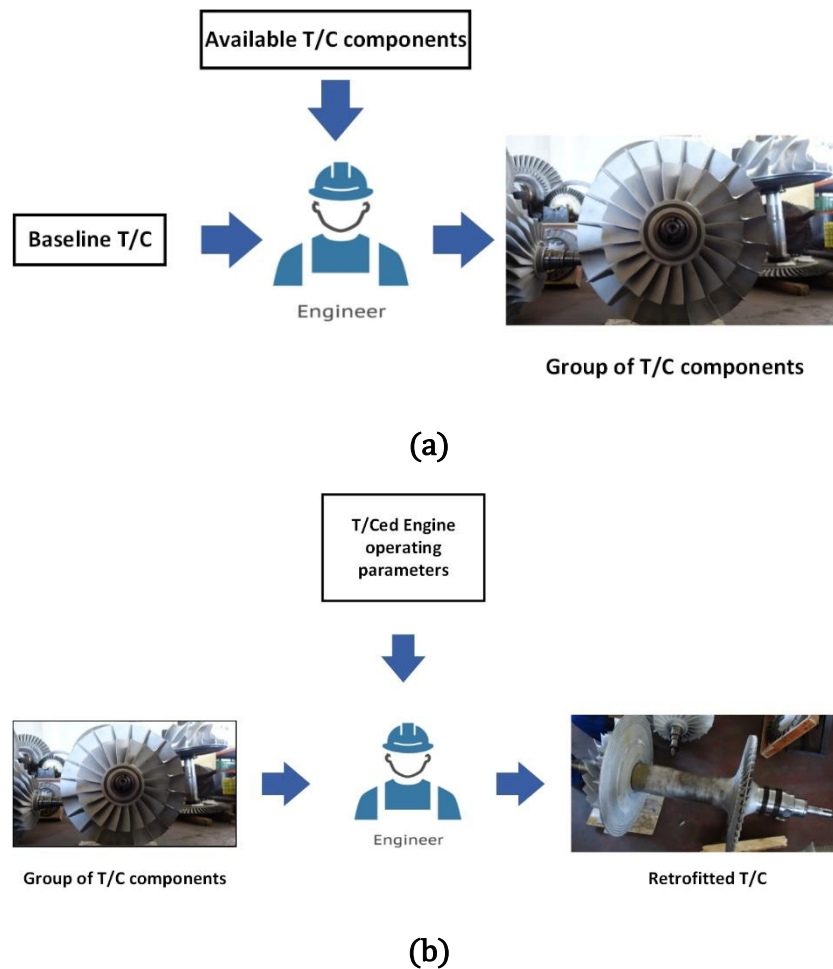 Available T/C components
Baseline T/C
Engineer
Group of T/C components
(a)
T/Ced Engine
operating
parameters
Engineer
Group of T/C components
Retrofitted T/C
(b)